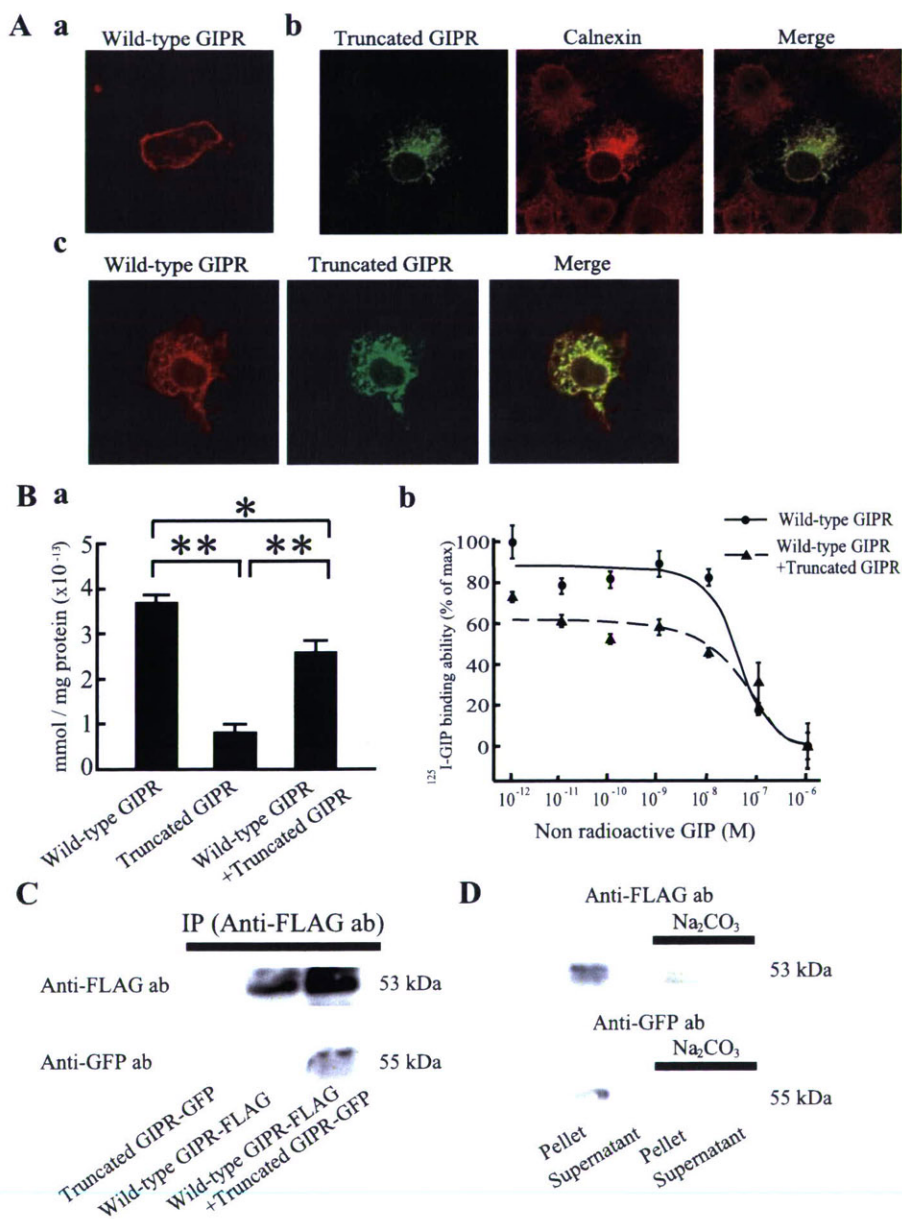 A a b
Wild-type GIPR Truncated GIPR Calnexin Merge
c
Wild-type GIPR Truncated GIPR Merge
B a b
* ** **
mmol / mg protein (x10⁻¹³)
5
4
3
2
1
0
Wild-type GIPR
Truncated GIPR
Wild-type GIPR
+Truncated GIPR
Wild-type GIPR
Wild-type GIPR
+Truncated GIPR
¹²⁵I-GIP binding ability (% of max)
100
80
60
40
20
0
10⁻¹² 10⁻¹¹ 10⁻¹⁰ 10⁻⁹ 10⁻⁸ 10⁻⁷ 10⁻⁶
Non radioactive GIP (M)
C
IP (Anti-FLAG ab)
Anti-FLAG ab 53 kDa
Anti-GFP ab 55 kDa
Truncated GIPR-GFP
Wild-type GIPR-FLAG
Wild-type GIPR-FLAG
+Truncated GIPR-GFP
D
Anti-FLAG ab
Na₂CO₃
53 kDa
Anti-GFP ab
Na₂CO₃
55 kDa
Pellet
Supernatant
Pellet
Supernatant